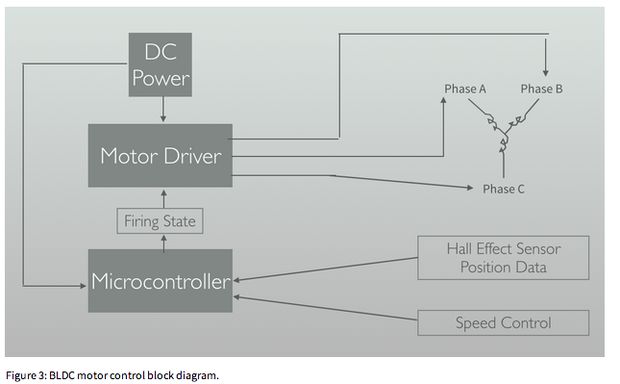 DC
Power
Phase A
Phase B
Motor Driver
Phase C
Firing State
Hall Effect Sensor
Position Data
Microcontroller
Speed Control
Figure 3: BLDC motor control block diagram.